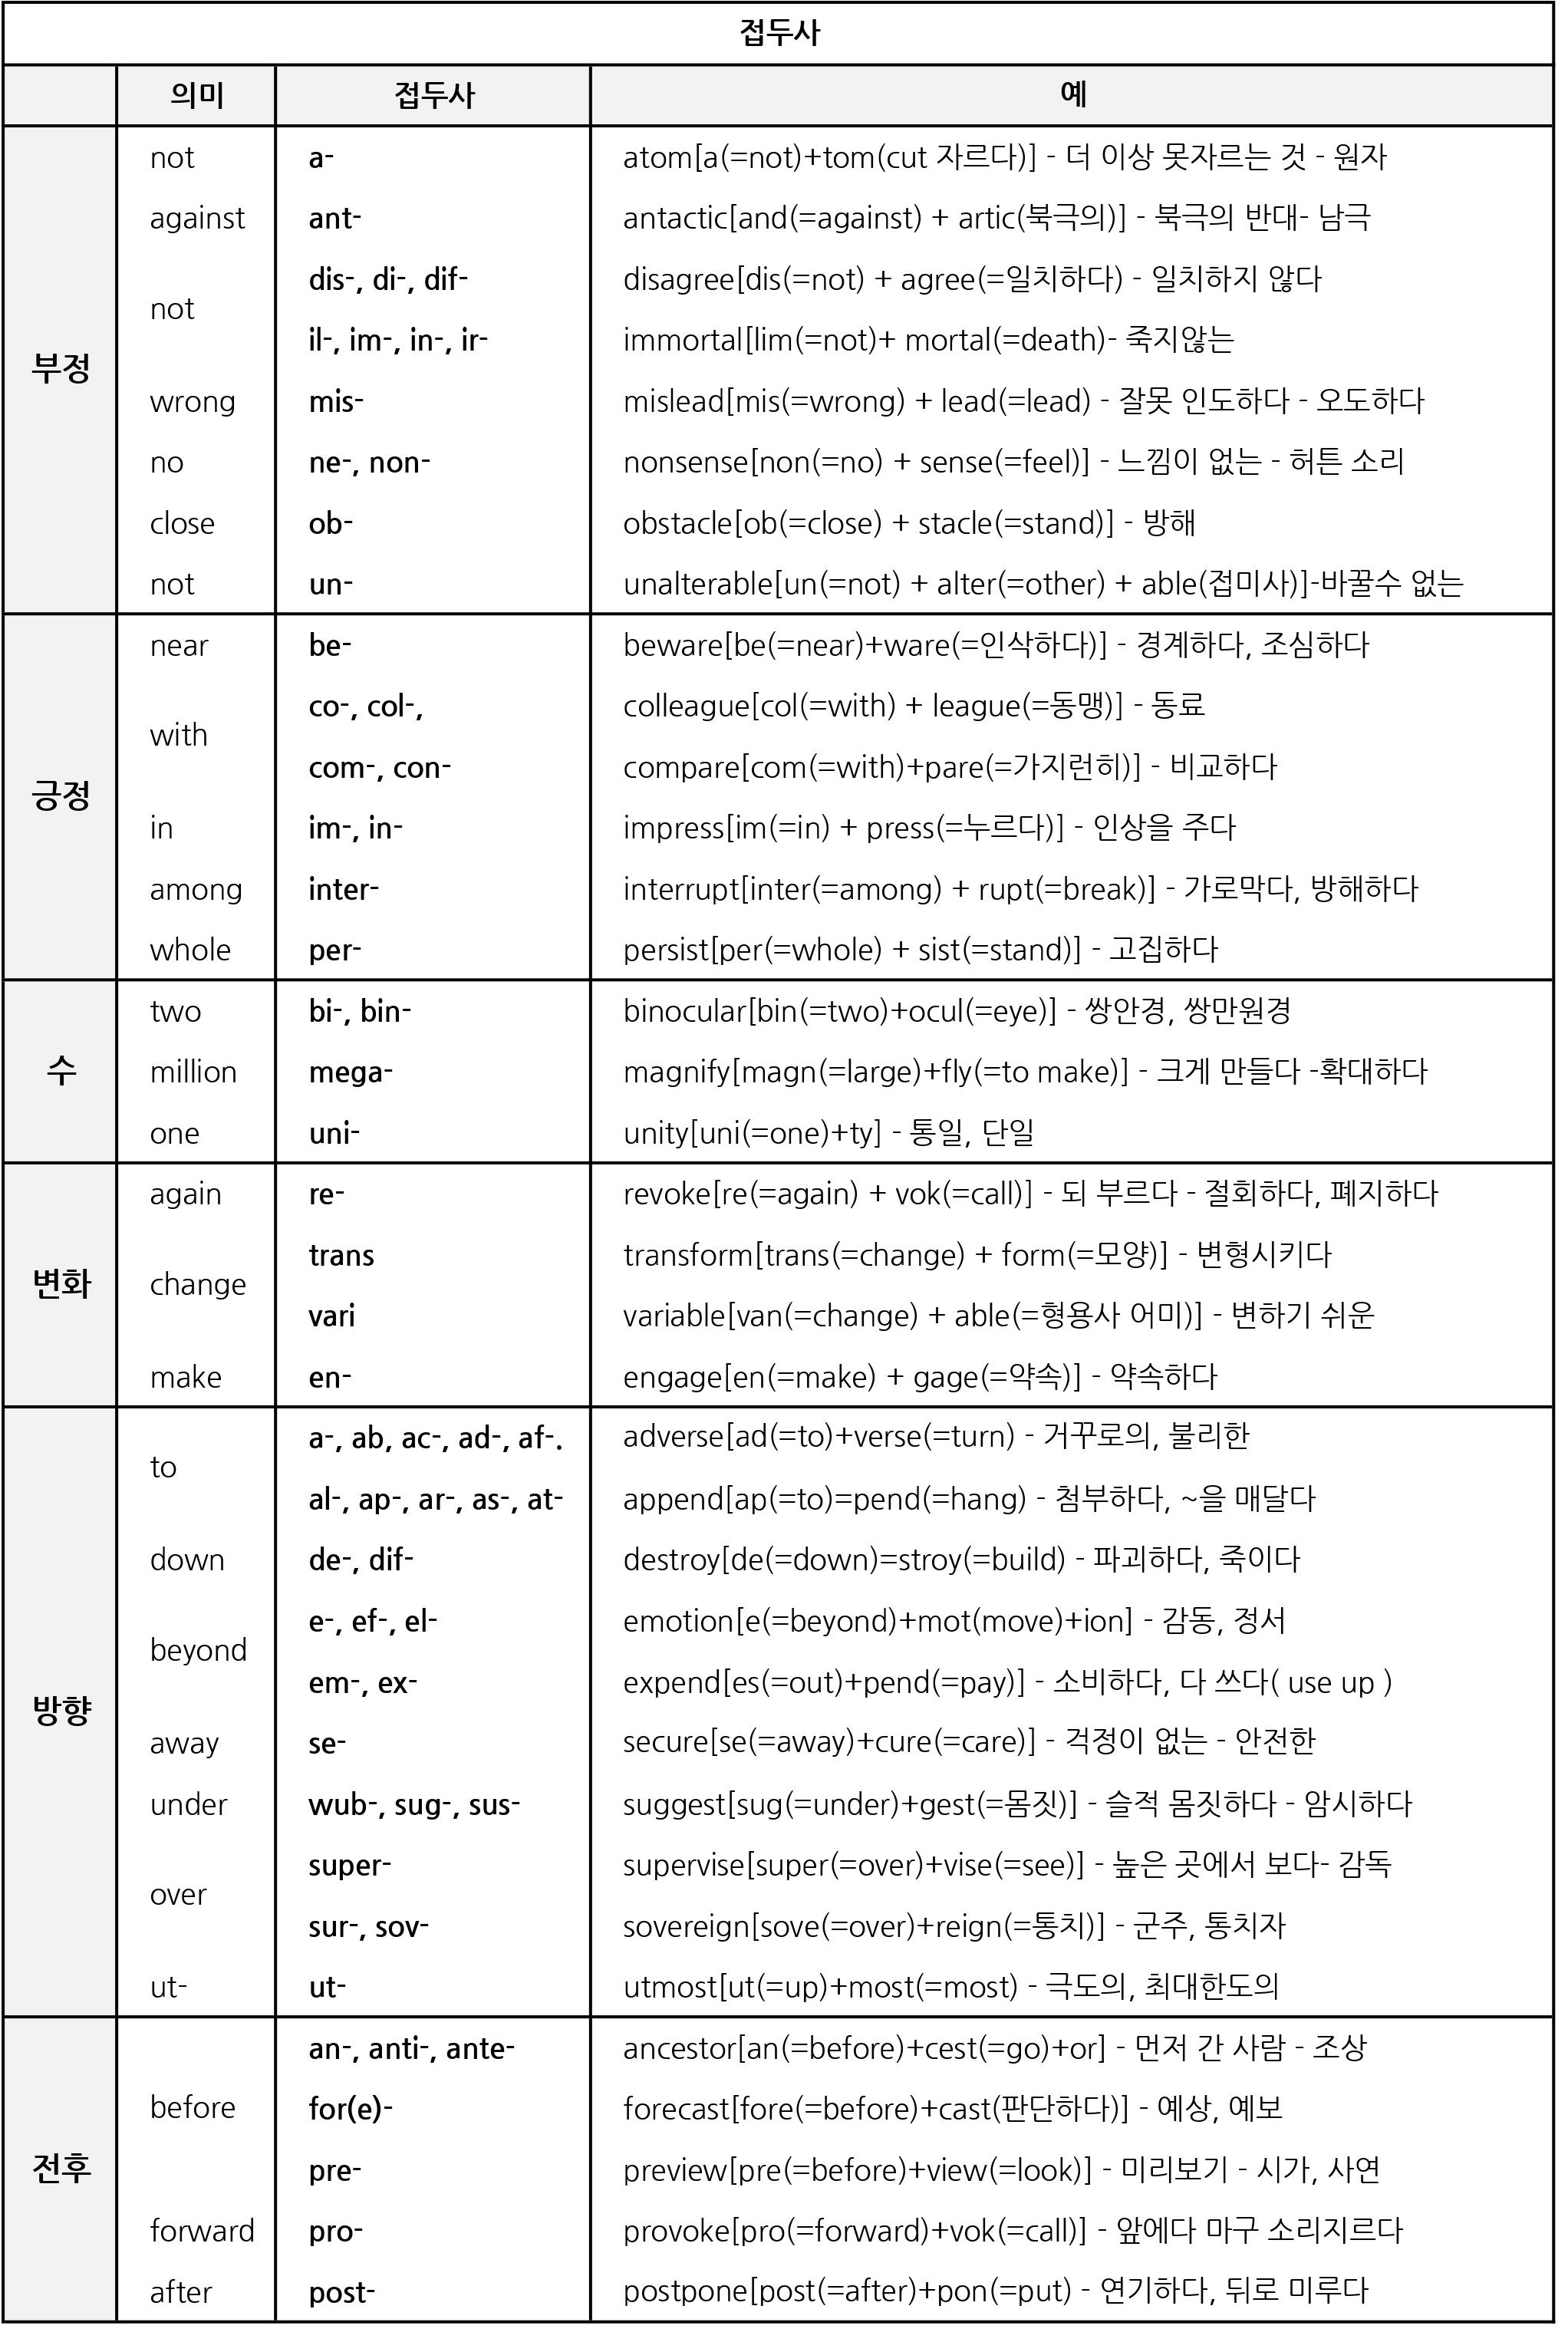 접두사
의미 접두사 예
부정
not a- atom[a(=not)+tom(cut 자르다)] - 더 이상 못자르는 것 - 원자
against ant- antactic[and(=against) + artic(북극의)] - 북극의 반대- 남극
not dis-, di-, dif- disagree[dis(=not) + agree(=일치하다) - 일치하지 않다
il-, im-, in-, ir- immortal[lim(=not)+ mortal(=death)- 죽지않는
wrong mis- mislead[mis(=wrong) + lead(=lead) - 잘못 인도하다 - 오도하다
no ne-, non- nonsense[non(=no) + sense(=feel)] - 느낌이 없는 - 허튼 소리
close ob- obstacle[ob(=close) + stacle(=stand)] - 방해
not un- unalterable[un(=not) + alter(=other) + able(접미사)]-바꿀수 없는
긍정
near be- beware[be(=near)+ware(=인삭하다)] - 경계하다, 조심하다
with co-, col-, colleague[col(=with) + league(=동맹)] - 동료
com-, con- compare[com(=with)+pare(=가지런히)] - 비교하다
in im-, in- impress[im(=in) + press(=누르다)] - 인상을 주다
among inter- interrupt[inter(=among) + rupt(=break)] - 가로막다, 방해하다
whole per- persist[per(=whole) + sist(=stand)] - 고집하다
수
two bi-, bin- binocular[bin(=two)+ocul(=eye)] - 쌍안경, 쌍만원경
million mega- magnify[magn(=large)+fly(=to make)] - 크게 만들다 -확대하다
one uni- unity[uni(=one)+ty] - 통일, 단일
변화
again re- revoke[re(=again) + vok(=call)] - 되 부르다 - 절회하다, 폐지하다
change trans transform[trans(=change) + form(=모양)] - 변형시키다
vari variable[van(=change) + able(=형용사 어미)] - 변하기 쉬운
make en- engage[en(=make) + gage(=약속)] - 약속하다
방향
to a-, ab, ac-, ad-, af-. adverse[ad(=to)+verse(=turn) - 거꾸로의, 불리한
al-, ap-, ar-, as-, at- append[ap(=to)=pend(=hang) - 첨부하다, ~을 매달다
down de-, dif- destroy[de(=down)=stroy(=build) - 파괴하다, 죽이다
beyond e-, ef-, el- emotion[e(=beyond)+mot(move)+ion] - 감동, 정서
em-, ex- expend[es(=out)+pend(=pay)] - 소비하다, 다 쓰다( use up )
away se- secure[se(=away)+cure(=care)] - 걱정이 없는 - 안전한
under wub-, sug-, sus- suggest[sug(=under)+gest(=몸짓)] - 슬적 몸짓하다 - 암시하다
over super- supervise[super(=over)+vise(=see)] - 높은 곳에서 보다- 감독
sur-, sov- sovereign[sove(=over)+reign(=통치)] - 군주, 통치자
ut- ut- utmost[ut(=up)+most(=most) - 극도의, 최대한도의
전후
before an-, anti-, ante- ancestor[an(=before)+cest(=go)+or] - 먼저 간 사람 - 조상
for(e)- forecast[fore(=before)+cast(판단하다)] - 예상, 예보
pre- preview[pre(=before)+view(=look)] - 미리보기 - 시가, 사연
forward pro- provoke[pro(=forward)+vok(=call)] - 앞에다 마구 소리지르다
after post- postpone[post(=after)+pon(=put) - 연기하다, 뒤로 미루다